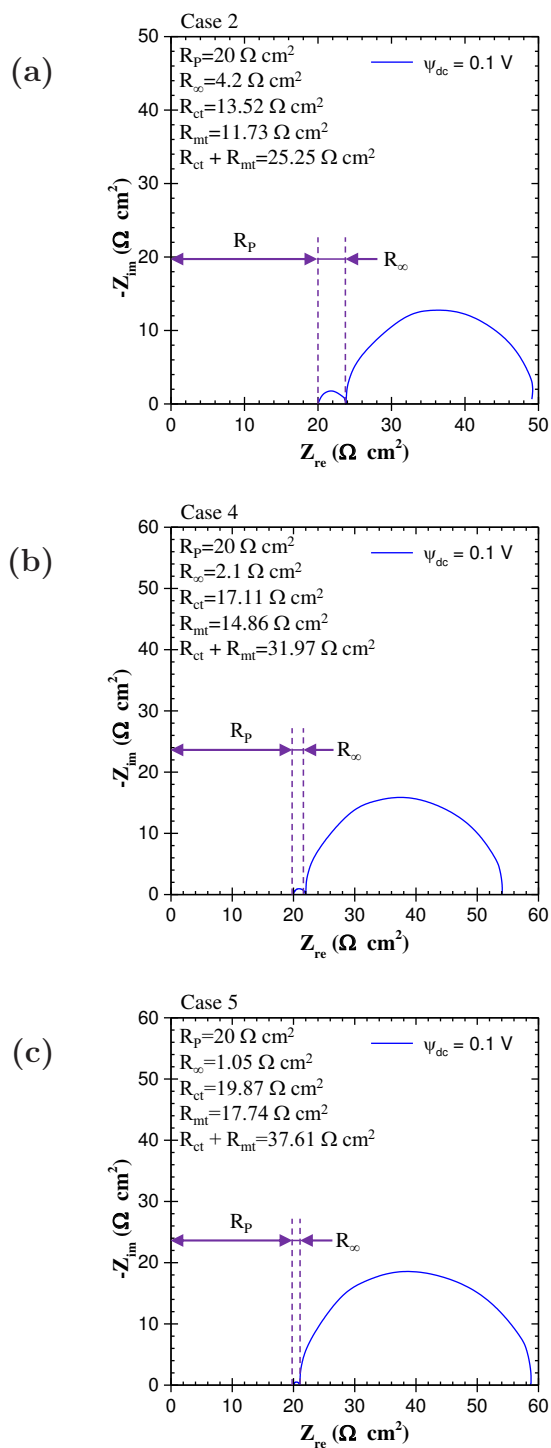 Case 2
(a)
R_P=20 Ω cm²
R_∞=4.2 Ω cm²
R_ct=13.52 Ω cm²
R_mt=11.73 Ω cm²
R_ct + R_mt=25.25 Ω cm²
ψ_dc = 0.1 V
R_P
R_∞
-Z_im (Ω cm²)
50
40
30
20
10
0
0 10 20 30 40 50
Z_re (Ω cm²)
Case 4
(b)
R_P=20 Ω cm²
R_∞=2.1 Ω cm²
R_ct=17.11 Ω cm²
R_mt=14.86 Ω cm²
R_ct + R_mt=31.97 Ω cm²
ψ_dc = 0.1 V
R_P
R_∞
-Z_im (Ω cm²)
60
50
40
30
20
10
0
0 10 20 30 40 50 60
Z_re (Ω cm²)
Case 5
(c)
R_P=20 Ω cm²
R_∞=1.05 Ω cm²
R_ct=19.87 Ω cm²
R_mt=17.74 Ω cm²
R_ct + R_mt=37.61 Ω cm²
ψ_dc = 0.1 V
R_P
R_∞
-Z_im (Ω cm²)
60
50
40
30
20
10
0
0 10 20 30 40 50 60
Z_re (Ω cm²)